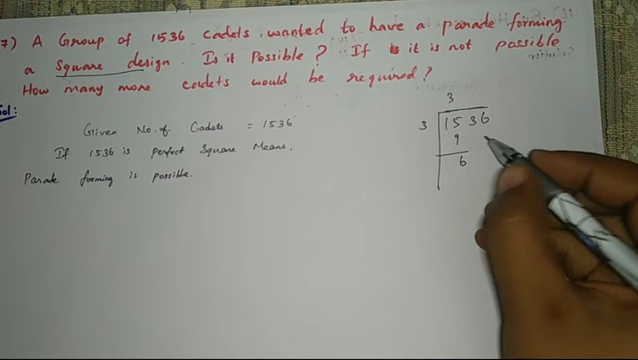 7) A Group of 1536 Cadets wanted to have a parade forming
a Square design. Is it Possible? If it is not possible
How many more cadets would be required?
Sol:
Given No. of Cadets = 1536
If 1536 is perfect Square Means,
Parade forming is possible.
3
3 1536
9
6